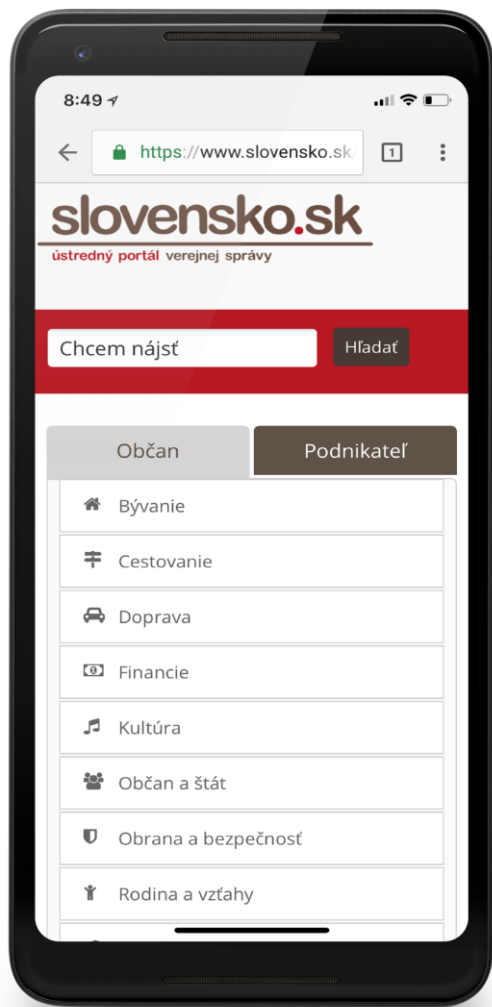 8:49
https://www.slovensko.sk/
1
slovensko.sk
ústredný portál verejnej správy
Chcem nájsť
Hľadať
Občan
Podnikateľ
Bývanie
Cestovanie
Doprava
Financie
Kultúra
Občan a štát
Obrana a bezpečnosť
Rodina a vzťahy